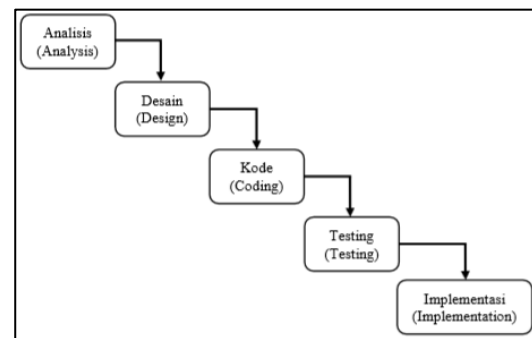 Analisis
(Analysis)
Desain
(Design)
Kode
(Coding)
Testing
(Testing)
Implementasi
(Implementation)